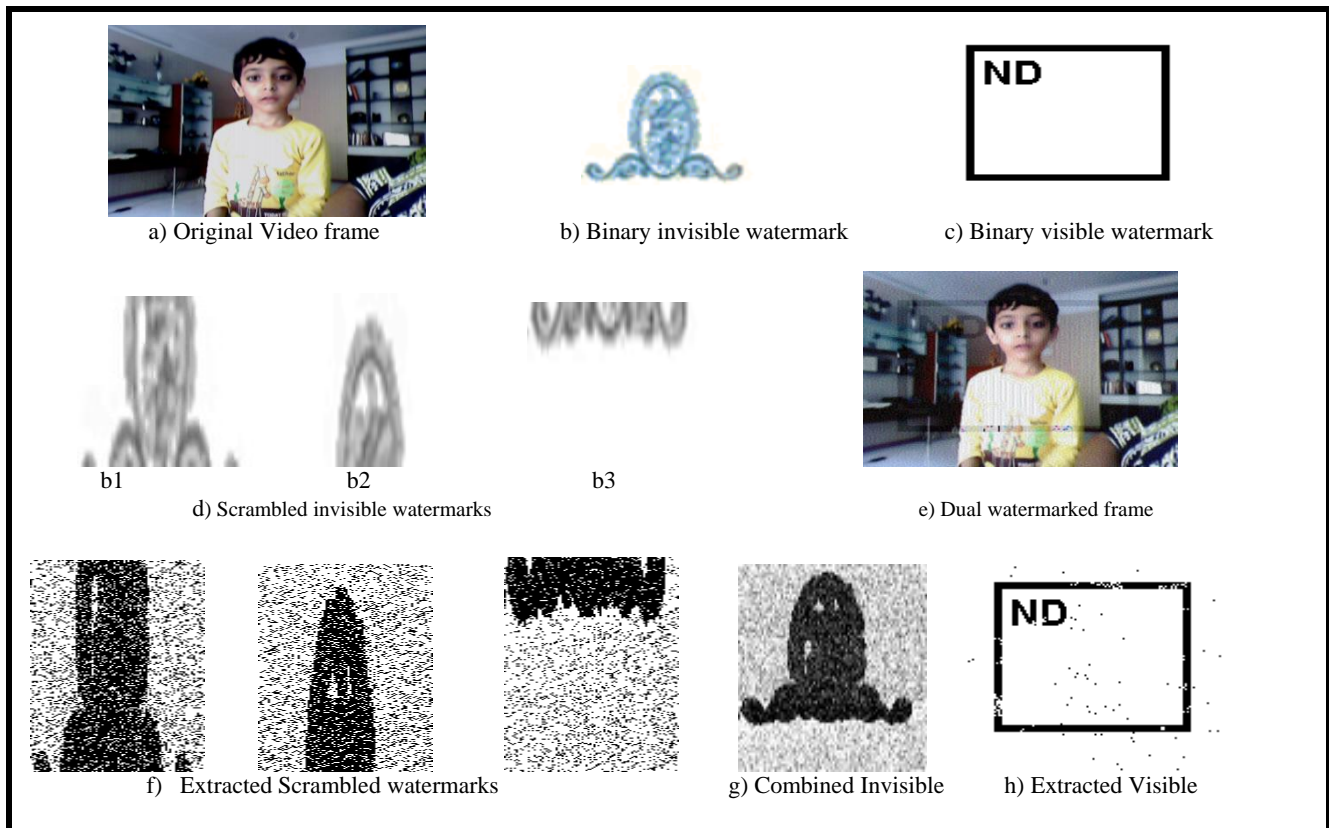 ND
a) Original Video frame
b) Binary invisible watermark
c) Binary visible watermark
ND
b1
b2
b3
d) Scrambled invisible watermarks
e) Dual watermarked frame
ND
f) Extracted Scrambled watermarks
g) Combined Invisible
h) Extracted Visible